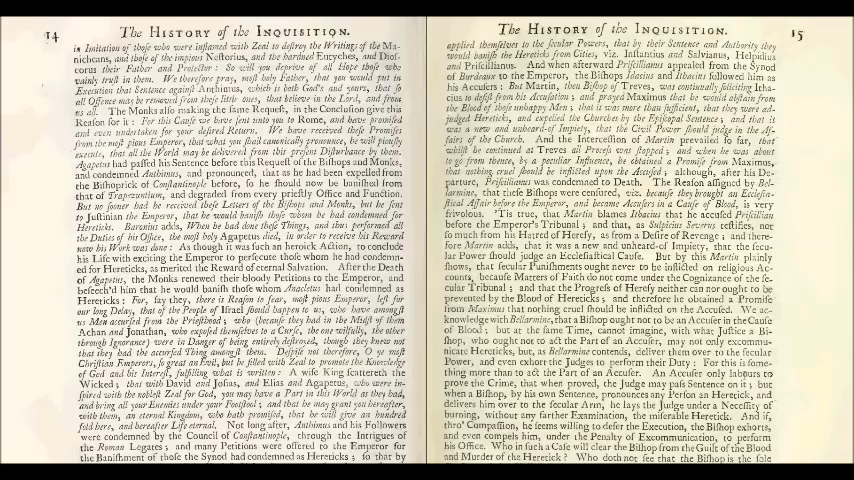 14
The HISTORY of the INQUISITION.
in Imitation of those who were inflamed with Zeal to destroy the Writings of the Ma-
nicheans, and those of the impious Nestorius, and the hardned Eutyches, and Dios-
corus their Father and Protector: So will you deprive of all Hope those who
vainly trust in them. We therefore pray, most holy Father, that you would put in
Execution that Sentence against Anthimus, which is both God's and yours, that so
all Offence may be removed from these little ones, that believe in the Lord, and from
us all. The Monks also making the same Request, in the Conclusion give this
Reason for it: For this Cause we have sent unto you to Rome, and have promised
and even undertaken for your desired Return. We have received these Promises
from the most pious Emperor, that what you shall canonically pronounce, he will piously
execute, that all the World may be delivered from this present Disturbance by them.
Agapetus had passed his Sentence before this Request of the Bishops and Monks,
and condemned Anthimus, and pronounced, that as he had been expelled from
the Bishoprick of Constantinople before, so he should now be banished from
that of Trapezuntium, and degraded from every priestly Office and Function.
But no sooner had he received these Letters of the Bishops and Monks, but he sent
to Justinian the Emperor, that he would banish those whom he had condemned for
Hereticks. Baronius adds, When he had done these Things, and thus performed all
the Duties of his Office, the most holy Agapetus died, in order to receive his Reward
now his Work was done: As though it was such an heroick Action, to conclude
his Life with exciting the Emperor to persecute those whom he had condemn-
ed for Hereticks, as merited the Reward of eternal Salvation. After the Death
of Agapetus, the Monks renewed their bloody Petitions to the Emperor, and
beseech'd him that he would banish those whom Anacletus had condemned as
Hereticks: For, say they, there is Reason to fear, most pious Emperor, lest for
our long Delay, that of the People of Israel should happen to us, who have amongst
us Men accursed from the Priesthood; who (because they had in the Midst of them
Achan and Jonathan, who exposed themselves to a Curse, the one wilfully, the other
through Ignorance) were in Danger of being entirely destroyed, though they knew not
that they had the accursed Thing amongst them. Despise not therefore, O ye most
Christian Emperors, so great an Evil, but be filled with Zeal to promote the Knowledge
of God and his Interest, fulfilling what is written: A wise King scattereth the
Wicked; that with David and Josias, and Elias and Agapetus, who were in-
spired with the noblest Zeal for God, you may have a Part in this World as they had,
and bring all your Enemies under your Footstool; and that he may grant you hereafter,
with them, an eternal Kingdom, who hath promised, that he will give an hundred
fold here, and hereafter Life eternal. Not long after, Anthimus and his Followers
were condemned by the Council of Constantinople, through the Intrigues of
the Roman Legates; and many Petitions were offered to the Emperor for
the Banishment of those the Synod had condemned as Hereticks; so that by
The HISTORY of the INQUISITION.
15
applied themselves to the secular Powers, that by their Sentence and Authority they
would banish the Hereticks from Cities, viz. Instantius and Salvianus, Helpidius
and Priscillianus. And when afterward Priscillianus appealed from the Synod
of Burdeaux to the Emperor, the Bishops Idacius and Ithacius followed him as
his Accusers: But Martin, then Bishop of Treves, was continually soliciting Itha-
cius to desist from his Accusation; and prayed Maximus that he would abstain from
the Blood of those unhappy Men; that it was more than sufficient, that they were ad-
judged Hereticks, and expelled the Churches by the Episcopal Sentence; and that it
was a new and unheard-of Impiety, that the Civil Power should judge in the Af-
fairs of the Church. And the Intercession of Martin prevailed so far, that
whilst he continued at Treves all Process was stopped; and when he was about
to go from thence, by a peculiar Influence, he obtained a Promise from Maximus,
that nothing cruel should be inflicted upon the Accused; although, after his De-
parture, Priscillianus was condemned to Death. The Reason assigned by Bel-
larmine, that these Bishops were censured, viz. because they brought an Ecclesia-
stical Affair before the Emperor, and became Accusers in a Cause of Blood, is very
frivolous. 'Tis true, that Martin blames Ithacius that he accused Priscillian
before the Emperor's Tribunal; and that, as Sulpicius Severus testifies, not
so much from his Hatred of Heresy, as from a Desire of Revenge; and there-
fore Martin adds, that it was a new and unheard-of Impiety, that the secu-
lar Power should judge an Ecclesiastical Cause. But by this Martin plainly
shows, that secular Punishments ought never to be inflicted on religious Ac-
counts, because Matters of Faith do not come under the Cognizance of the se-
cular Tribunal; and that the Progress of Heresy neither can nor ought to be
prevented by the Blood of Hereticks; and therefore he obtained a Promise
from Maximus that nothing cruel should be inflicted on the Accused. We ac-
knowledge with Bellarmine, that a Bishop ought not to be an Accuser in the Cause
of Blood; but at the same Time, cannot imagine, with what Justice a Bi-
shop, who ought not to act the Part of an Accuser, may not only excommu-
nicate Hereticks, but, as Bellarmine contends, deliver them over to the secular
Power, and even exhort the Judges to perform their Duty: For this is some-
thing more than to act the Part of an Accuser. An Accuser only labours to
prove the Crime, that when proved, the Judge may pass Sentence on it; but
when a Bishop, by his own Sentence, pronounces any Person an Heretick, and
delivers him over to the secular Arm, he lays the Judge under a Necessity of
burning, without any farther Examination, the miserable Heretick. And if,
thro' Compassion, he seems willing to defer the Execution, the Bishop exhorts,
and even compels him, under the Penalty of Excommunication, to perform
his Office. Who in such a Case will clear the Bishop from the Guilt of the Blood
and Murder of the Heretick? Who doth not see that the Bishop is the sole